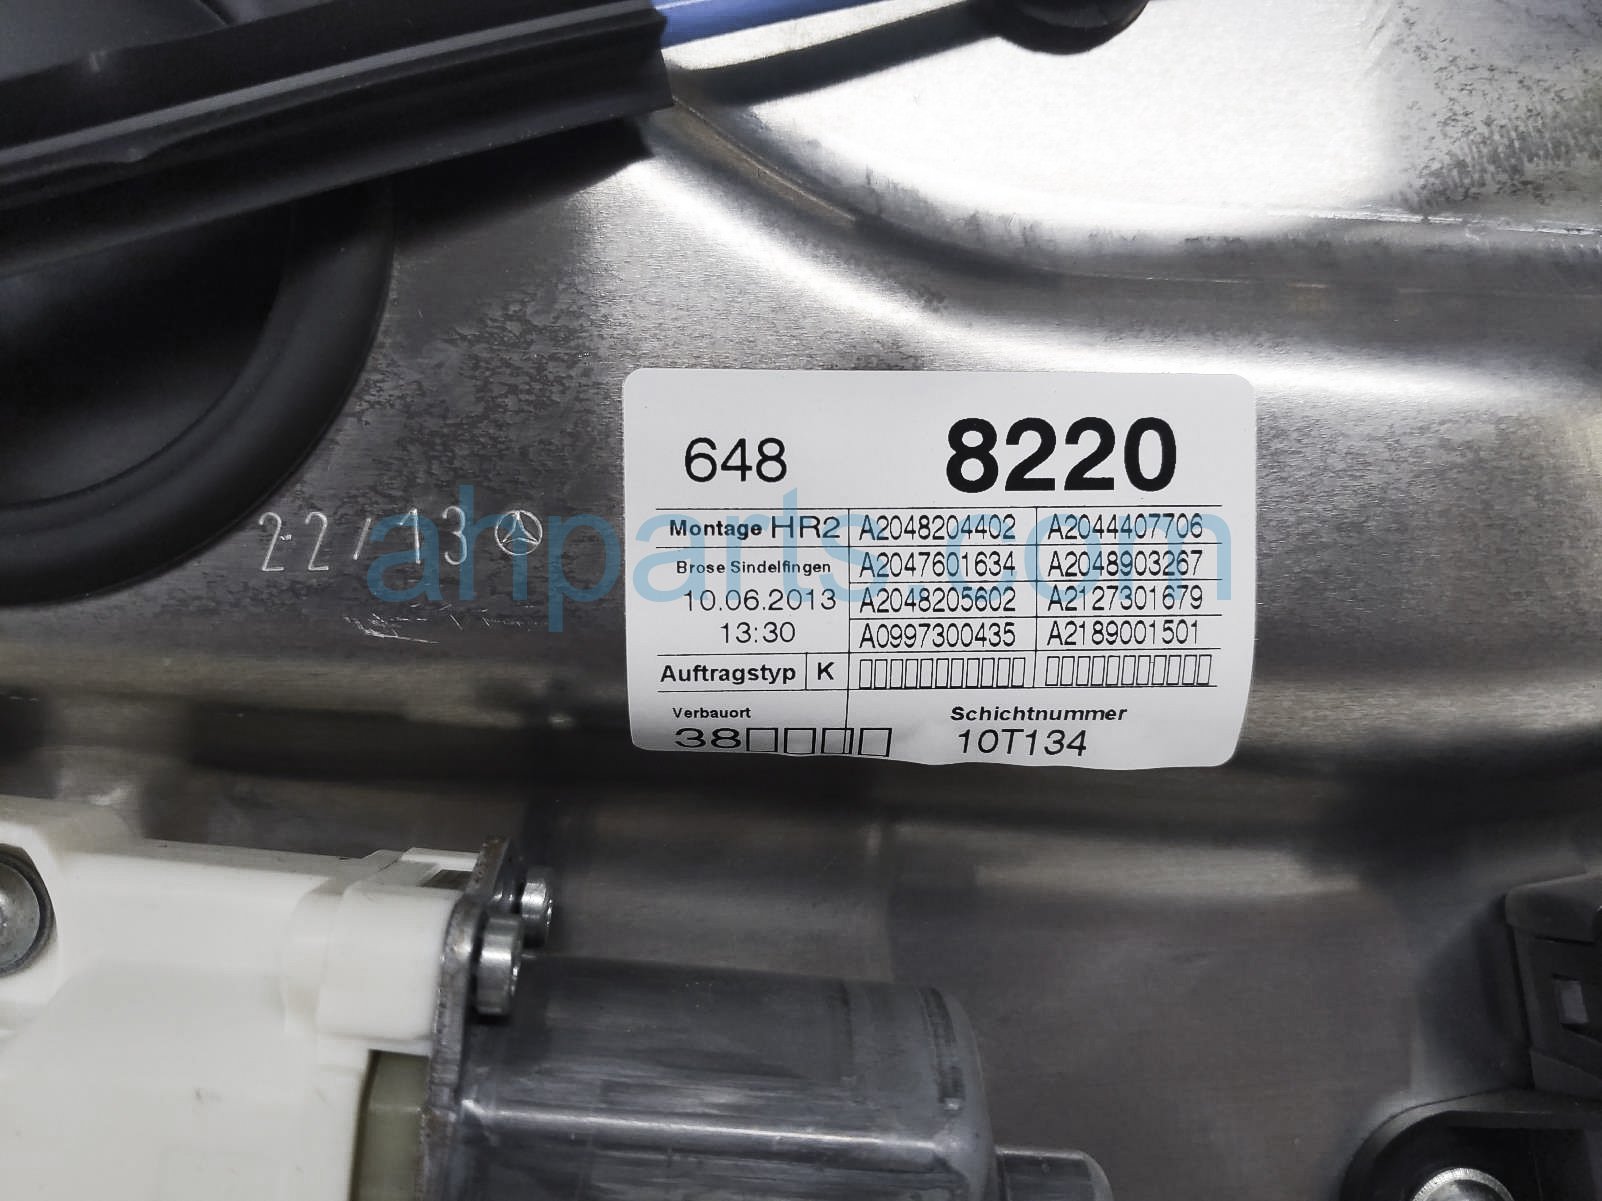 648 8220
Montage HR2 A2048204402 A2044407706
Brose Sindelfingen A2047601634 A2048903267
10.06.2013 A2048205602 A2127301679
13:30 A0997300435 A2189001501
Auftragstyp K
Verbauort Schichtnummer
38 10T134
22/13
ahparts.com